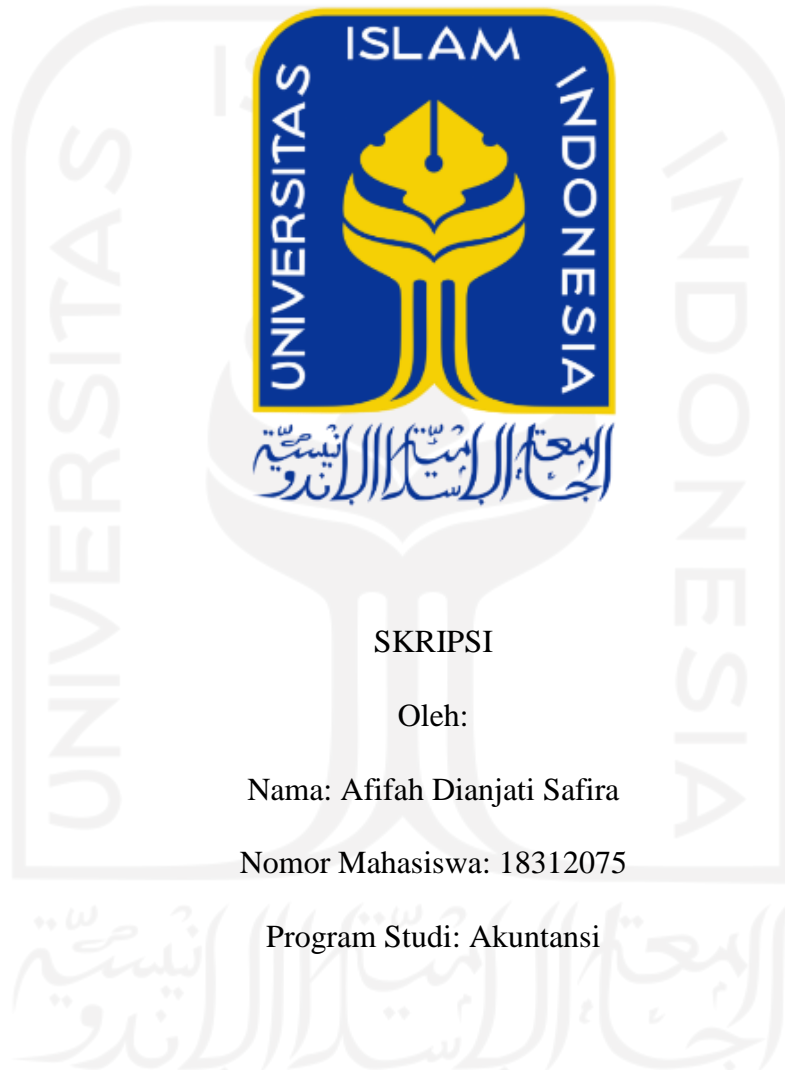 UNIVERSITAS
ISLAM
INDONESIA
الجامعة الإسلامية الإندونيسية
SKRIPSI
Oleh:
Nama: Afifah Dianjati Safira
Nomor Mahasiswa: 18312075
Program Studi: Akuntansi